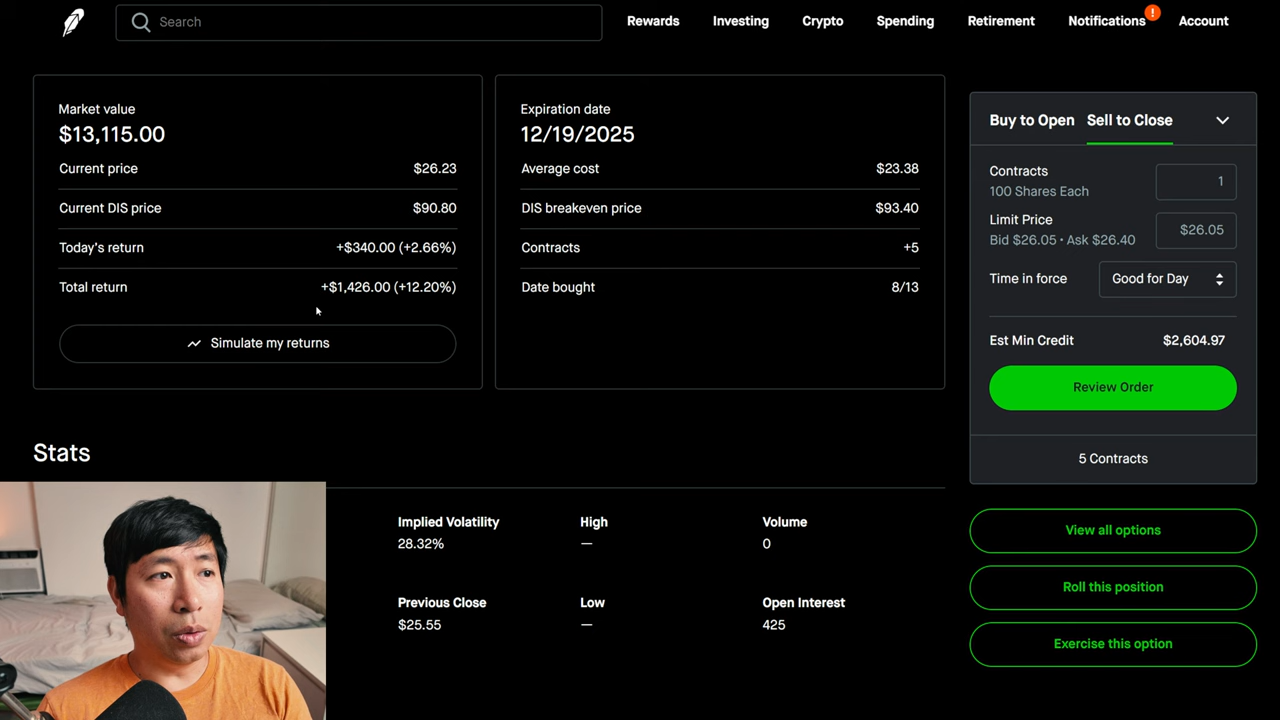 Search
Rewards
Investing
Crypto
Spending
Retirement
Notifications
!
Account
Market value
$13,115.00
Current price $26.23
Current DIS price $90.80
Today's return +$340.00 (+2.66%)
Total return +$1,426.00 (+12.20%)
Simulate my returns
Expiration date
12/19/2025
Average cost $23.38
DIS breakeven price $93.40
Contracts +5
Date bought 8/13
Buy to Open Sell to Close
Contracts 1
100 Shares Each
Limit Price
Bid $26.05 • Ask $26.40 $26.05
Time in force Good for Day
Est Min Credit $2,604.97
Review Order
5 Contracts
View all options
Roll this position
Exercise this option
Stats
Implied Volatility High Volume
28.32% — 0
Previous Close Low Open Interest
$25.55 — 425